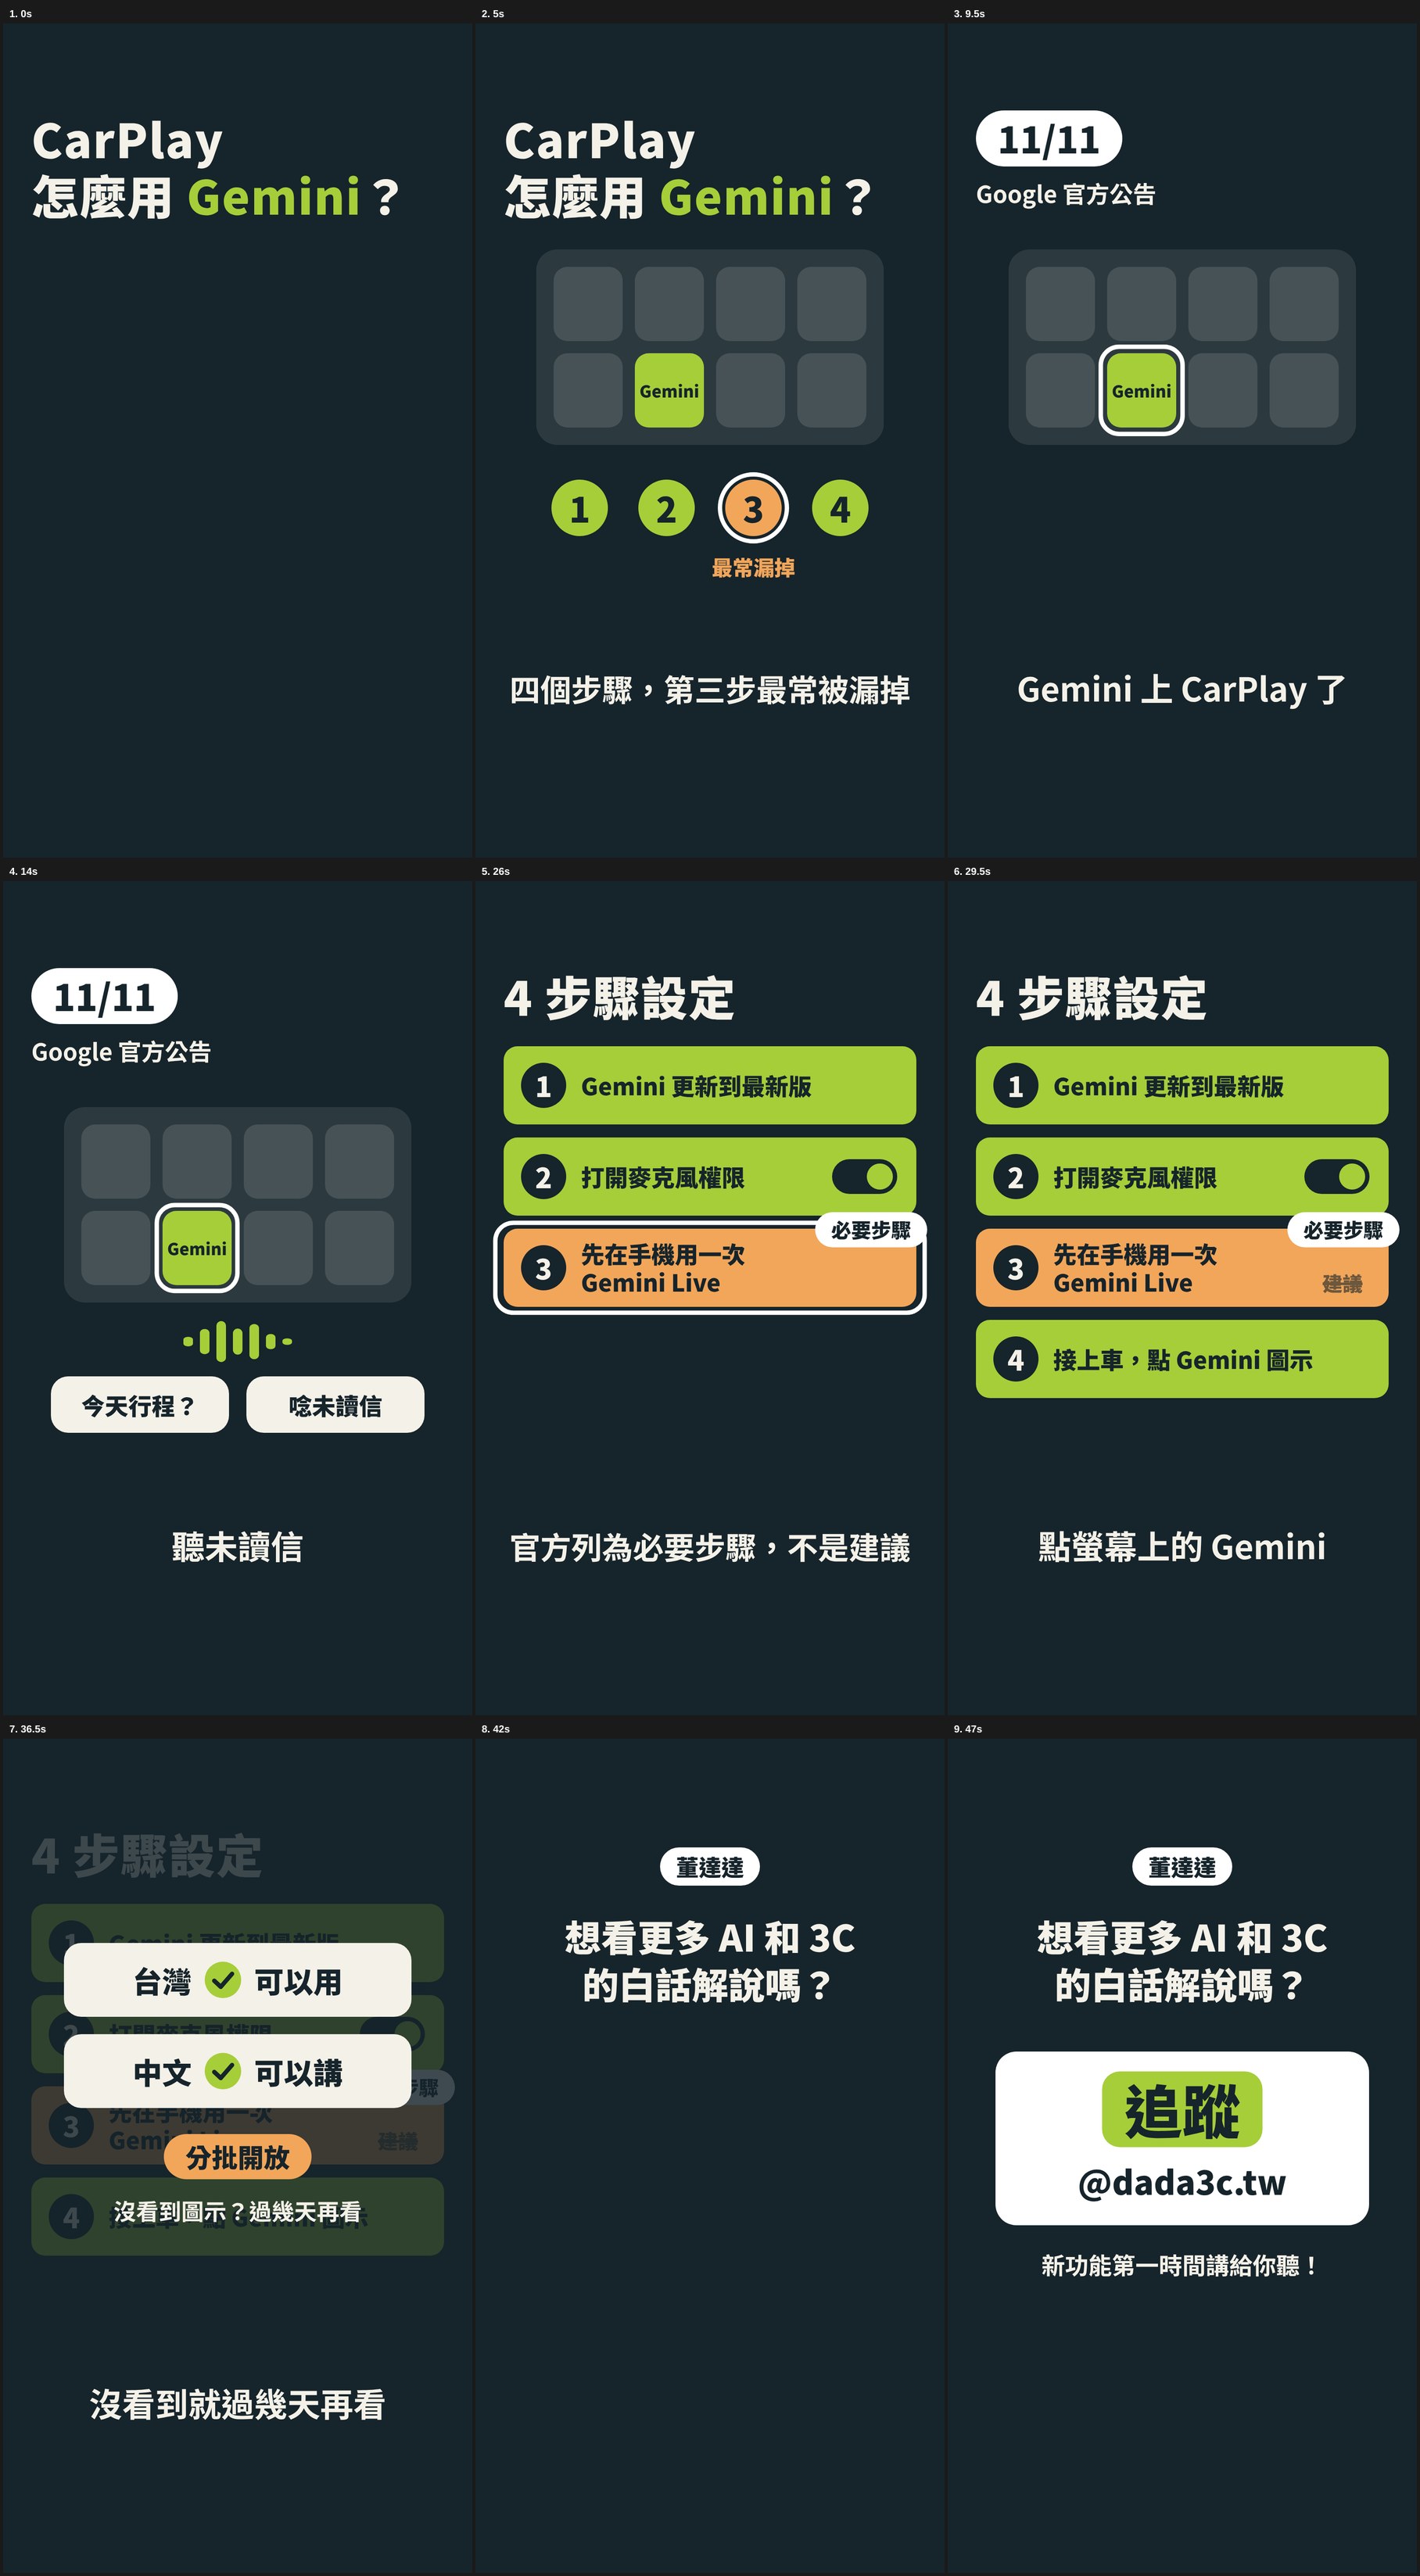 1. 0s
CarPlay
怎麼用 Gemini？
2. 5s
CarPlay
怎麼用 Gemini？
Gemini
1 2 3 4
最常漏掉
四個步驟，第三步最常被漏掉
3. 9.5s
11/11
Google 官方公告
Gemini
Gemini 上 CarPlay 了
4. 14s
11/11
Google 官方公告
Gemini
今天行程？ 唸未讀信
聽未讀信
5. 26s
4 步驟設定
1 Gemini 更新到最新版
2 打開麥克風權限
必要步驟
3 先在手機用一次
Gemini Live
官方列為必要步驟，不是建議
6. 29.5s
4 步驟設定
1 Gemini 更新到最新版
2 打開麥克風權限
必要步驟
3 先在手機用一次
Gemini Live 建議
4 接上車，點 Gemini 圖示
點螢幕上的 Gemini
7. 36.5s
4 步驟設定
台灣 可以用
中文 可以講
3
建議
分批開放
4
沒看到圖示？過幾天再看
沒看到就過幾天再看
8. 42s
董達達
想看更多 AI 和 3C
的白話解說嗎？
9. 47s
董達達
想看更多 AI 和 3C
的白話解說嗎？
追蹤
@dada3c.tw
新功能第一時間講給你聽！